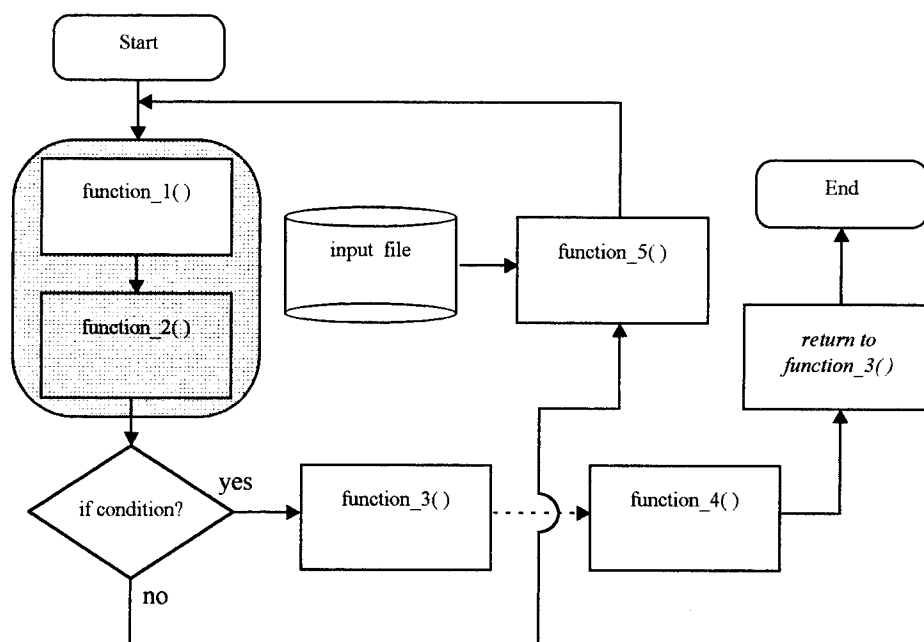 Start
function_1( )
End
input file
function_5( )
function_2( )
return to
function_3( )
yes
if condition?
function_3( )
function_4( )
no